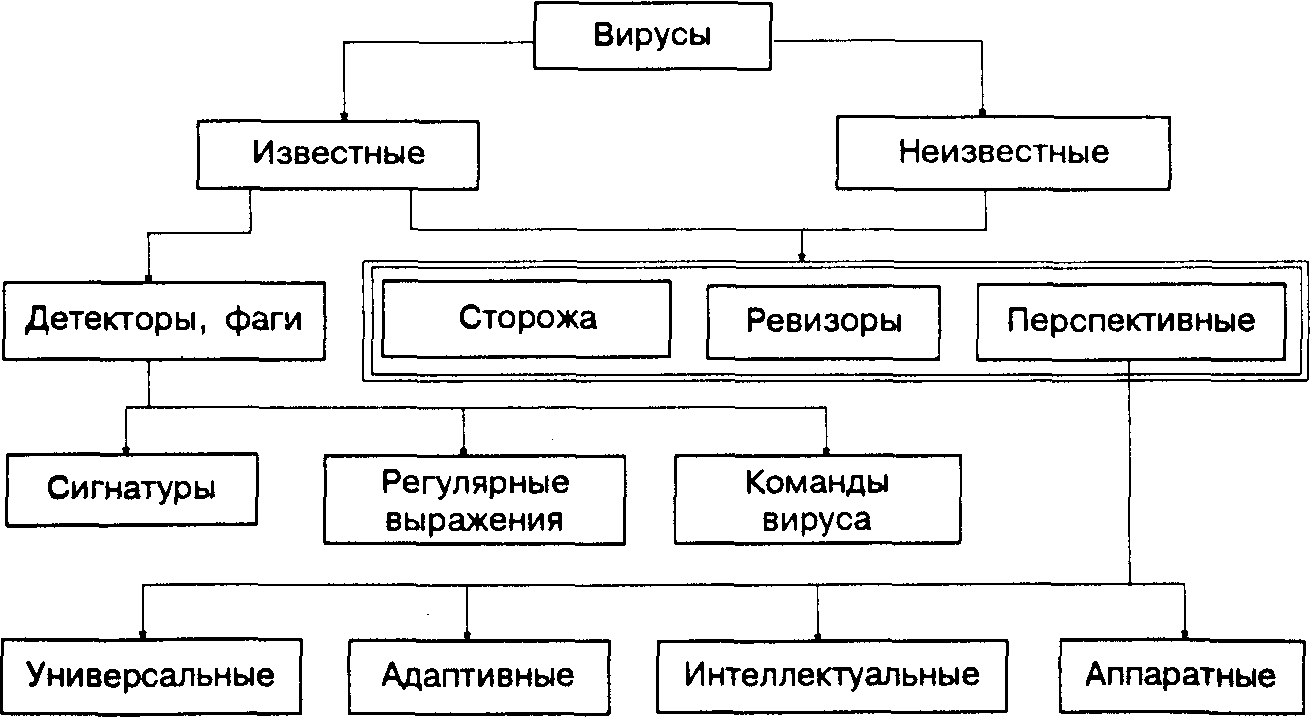 Вирусы
Известные
Неизвестные
Детекторы, фаги
Сторожа
Ревизоры
Перспективные
Сигнатуры
Регулярные
выражения
Команды
вируса
Универсальные
Адаптивные
Интеллектуальные
Аппаратные